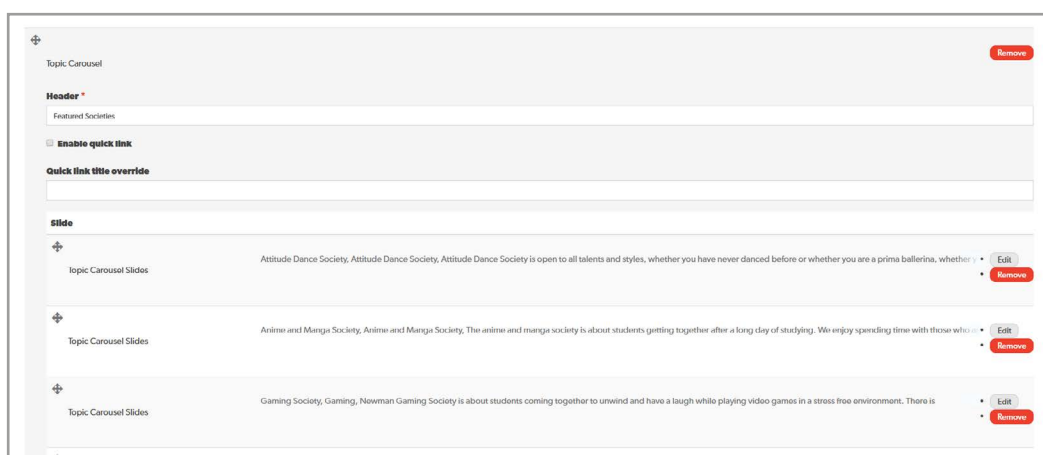 Remove
Topic Carousel
Header *
Featured Societies
Enable quick link
Quick link title override
Slide
Attitude Dance Society, Attitude Dance Society, Attitude Dance Society is open to all talents and styles, whether you have never danced before or whether you are a prima ballerina, whether
Edit
Topic Carousel Slides
Remove
Anime and Manga Society, Anime and Manga Society, The anime and manga society is about students getting together after a long day of studying. We enjoy spending time with those who
Edit
Topic Carousel Slides
Remove
Gaming Society, Gaming, Newman Gaming Society is about students coming together to unwind and have a laugh while playing video games in a stress free environment. There is
Edit
Topic Carousel Slides
Remove